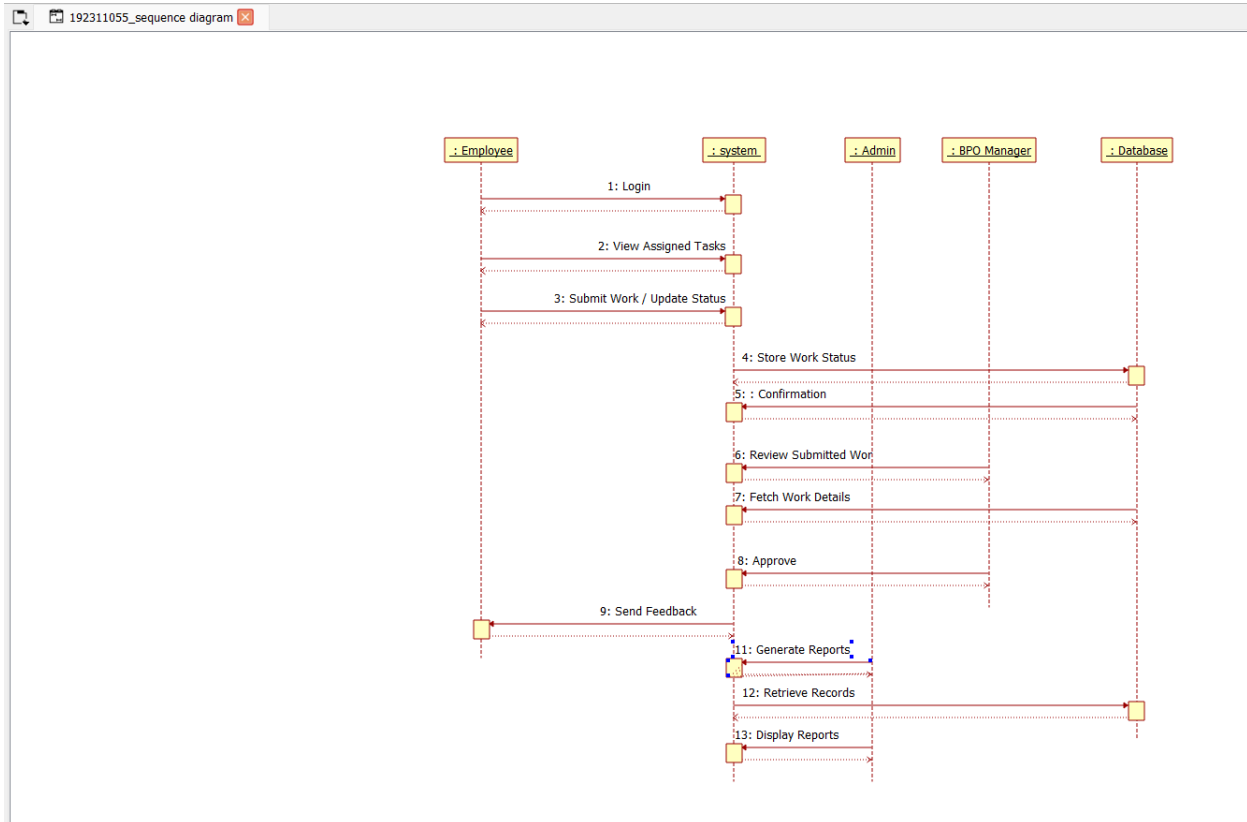 192311055_sequence diagram
: Employee
: system
: Admin
: BPO Manager
: Database
1: Login
2: View Assigned Tasks
3: Submit Work / Update Status
4: Store Work Status
5: : Confirmation
6: Review Submitted Wor
7: Fetch Work Details
8: Approve
9: Send Feedback
11: Generate Reports
12: Retrieve Records
13: Display Reports